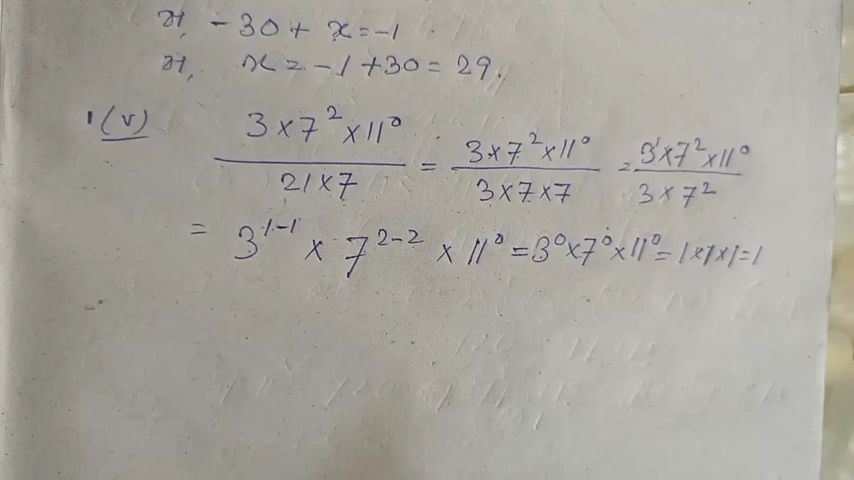 या, -30 + x = -1
या, x = -1 + 30 = 29.
1(v) (3 × 7² × 11⁰)/(21 × 7) = (3 × 7² × 11⁰)/(3 × 7 × 7) = (3¹ × 7² × 11⁰)/(3 × 7²)
= 3¹⁻¹ × 7²⁻² × 11⁰ = 3⁰ × 7⁰ × 11⁰ = 1 × 1 × 1 = 1